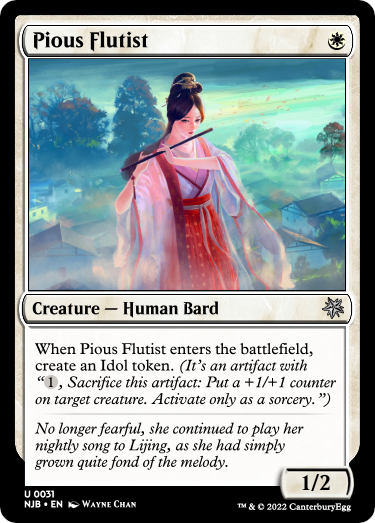 Pious Flutist
Creature — Human Bard
When Pious Flutist enters the battlefield,
create an Idol token. (It's an artifact with
“1, Sacrifice this artifact: Put a +1/+1 counter
on target creature. Activate only as a sorcery.”)
No longer fearful, she continued to play her
nightly song to Lijing, as she had simply
grown quite fond of the melody.
1/2
U 0031
NJB • EN Wayne Chan
™ & © 2022 CanterburyEgg